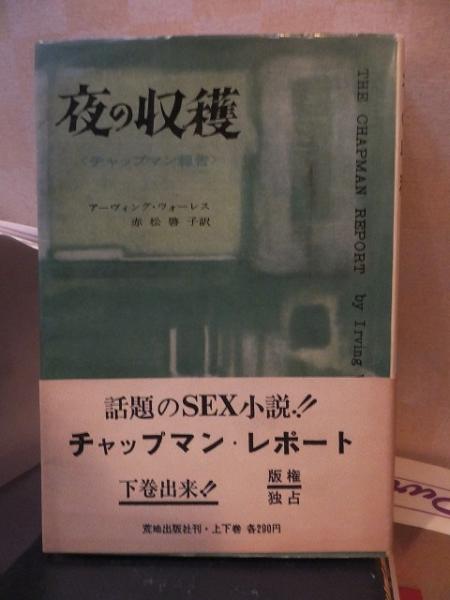 夜の収穫
〈チャップマン報告〉
アーヴィング・ウォーレス
赤松啓子訳
THE CHAPMAN REPORT by Irving
話題のSEX小説!!
チャップマン・レポート
下巻出来!!
版権
独占
荒地出版社刊・上下巻 各290円